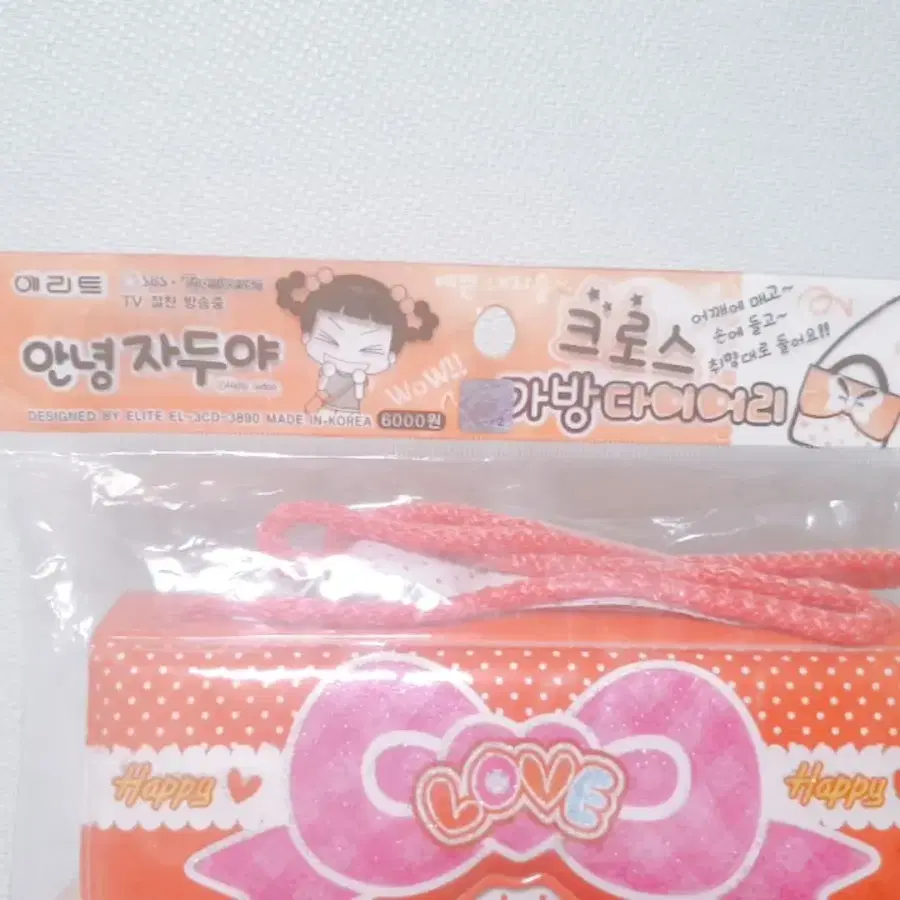 에리트
SBS
TV 절찬 방송중
안녕 자두야
DESIGNED BY ELITE EL-3CD-3890 MADE IN KOREA 6000원
WOW!!
크로스
가방 다이어리
어깨에 매고~
손에 들고~
취향대로 들어요!!
Happy
LOVE
Happy